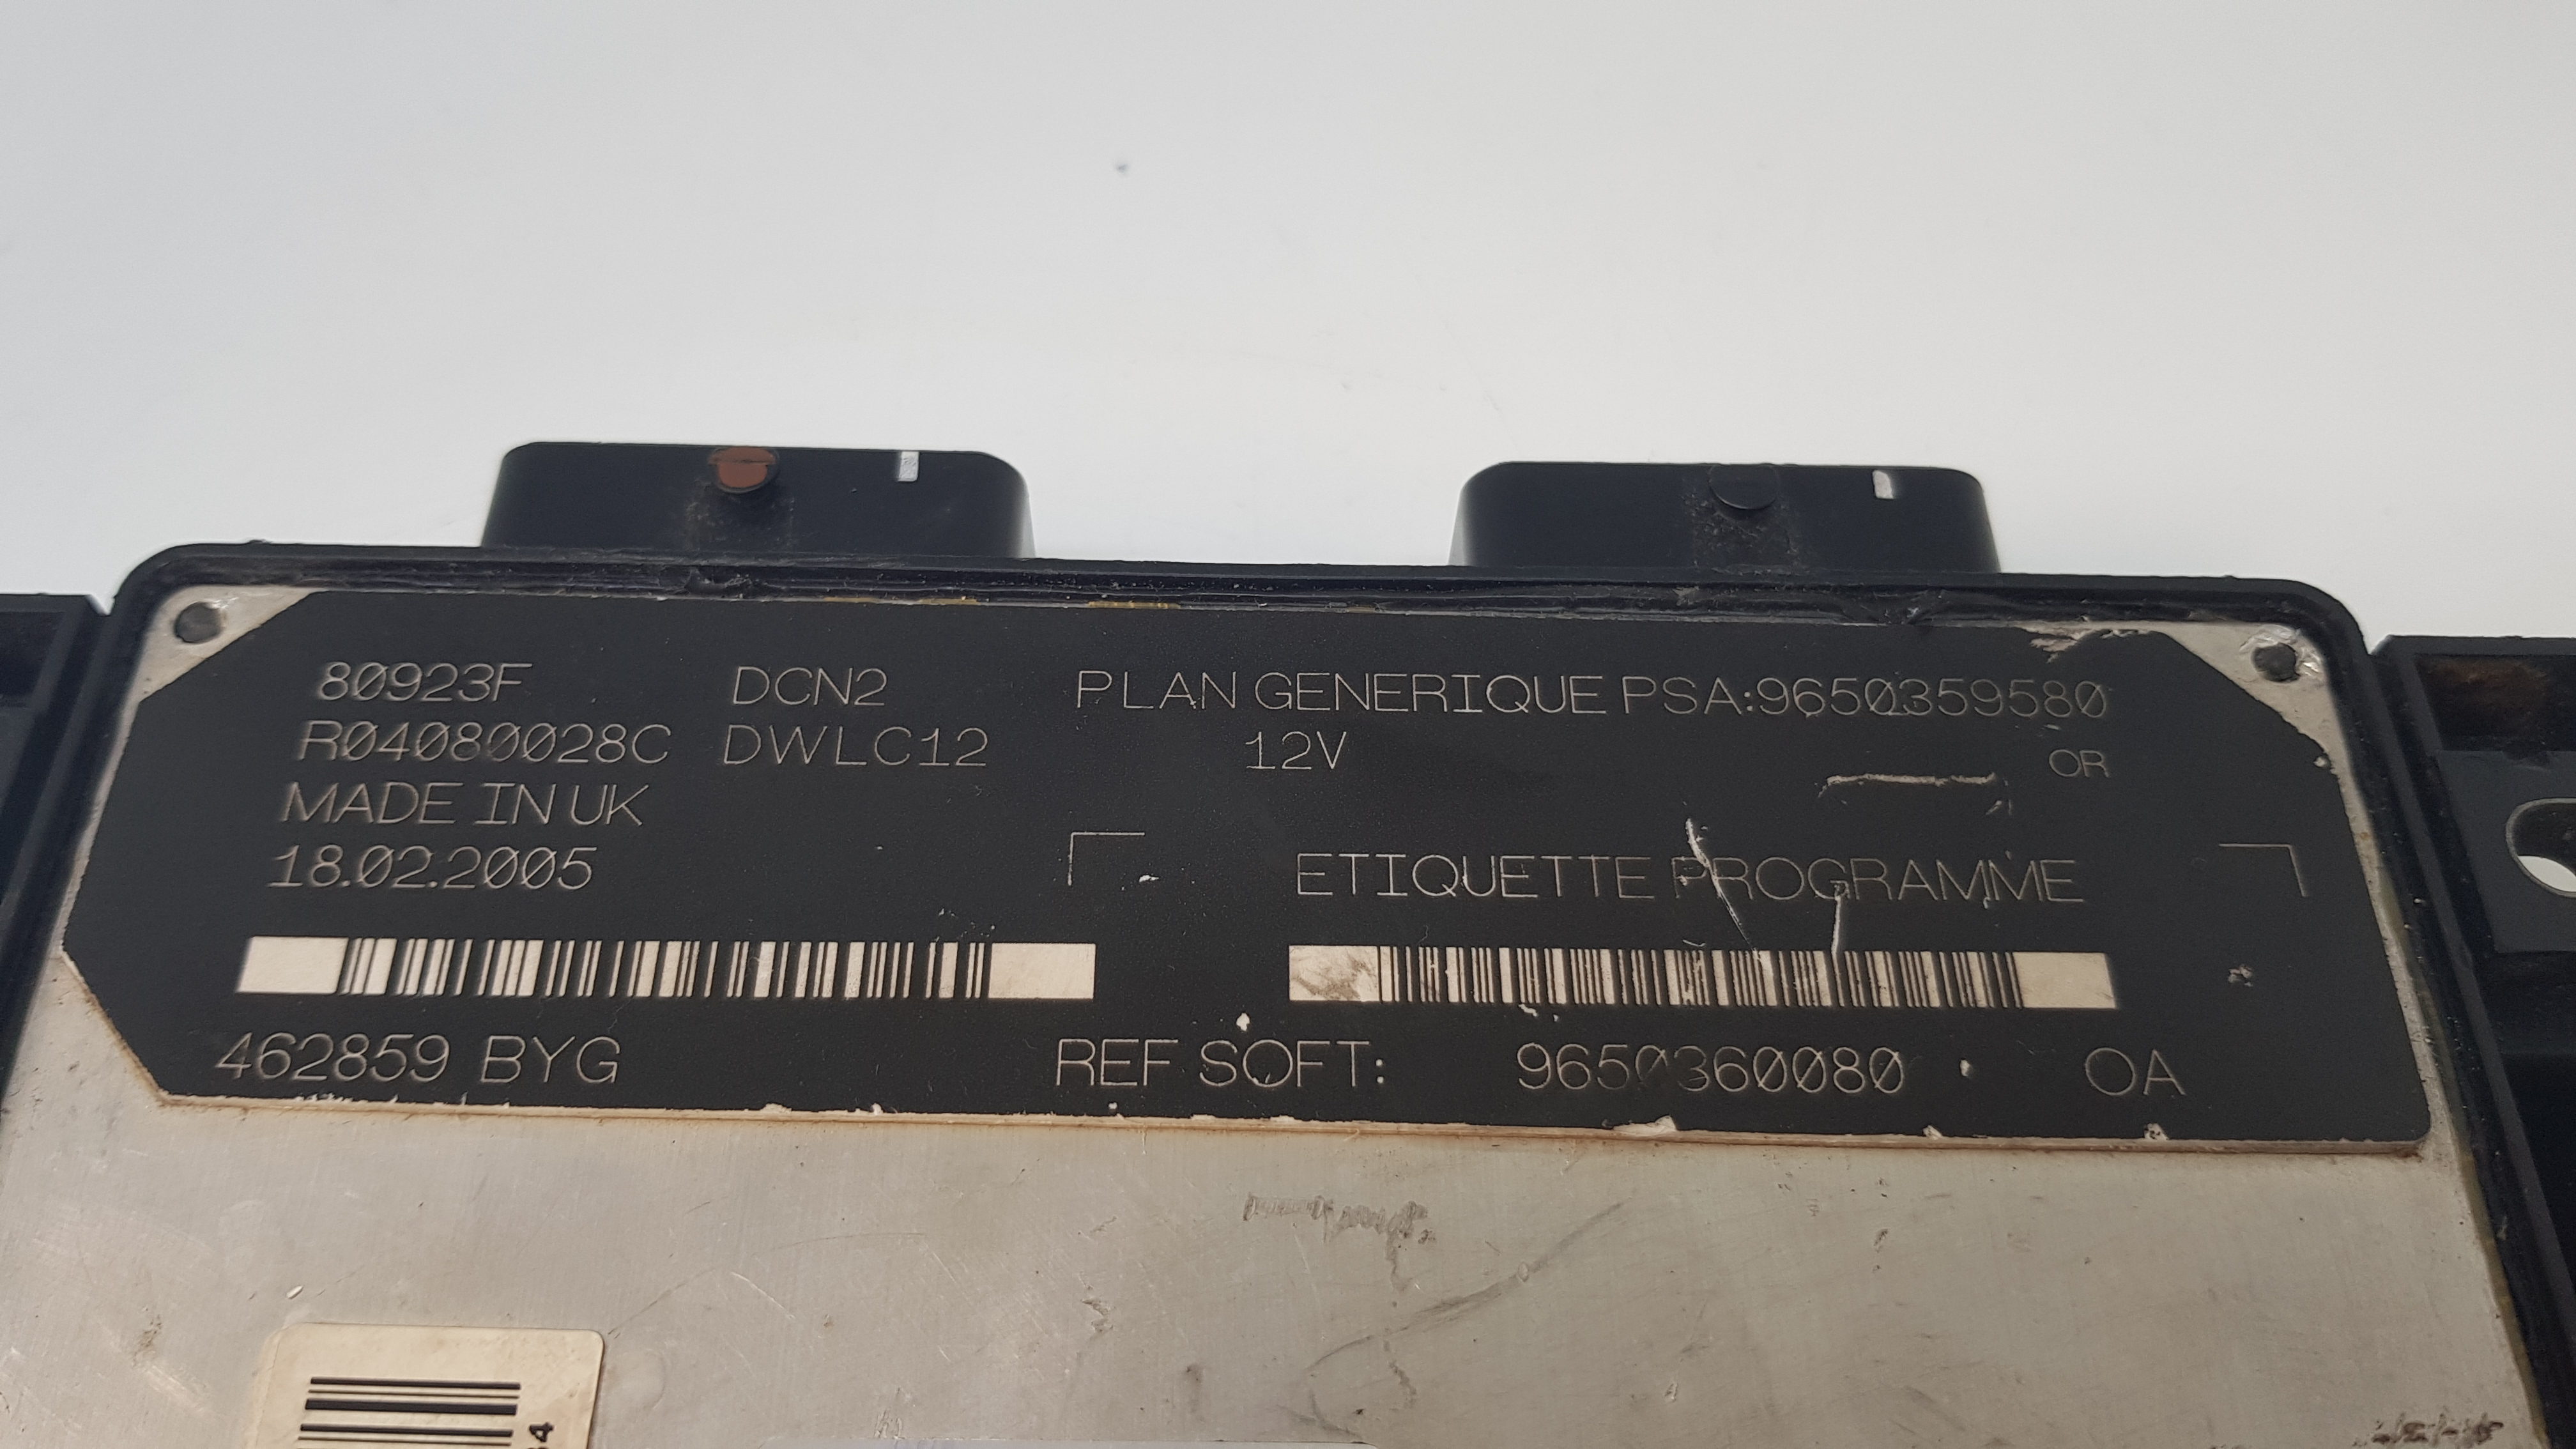 80923F DCN2 PLAN GENERIQUE PSA:9650359580
R04080028C DWLC12 12V OR
MADE IN UK
18.02.2005
ETIQUETTE PROGRAMME
462859 BYG REF SOFT: 9650360080 OA